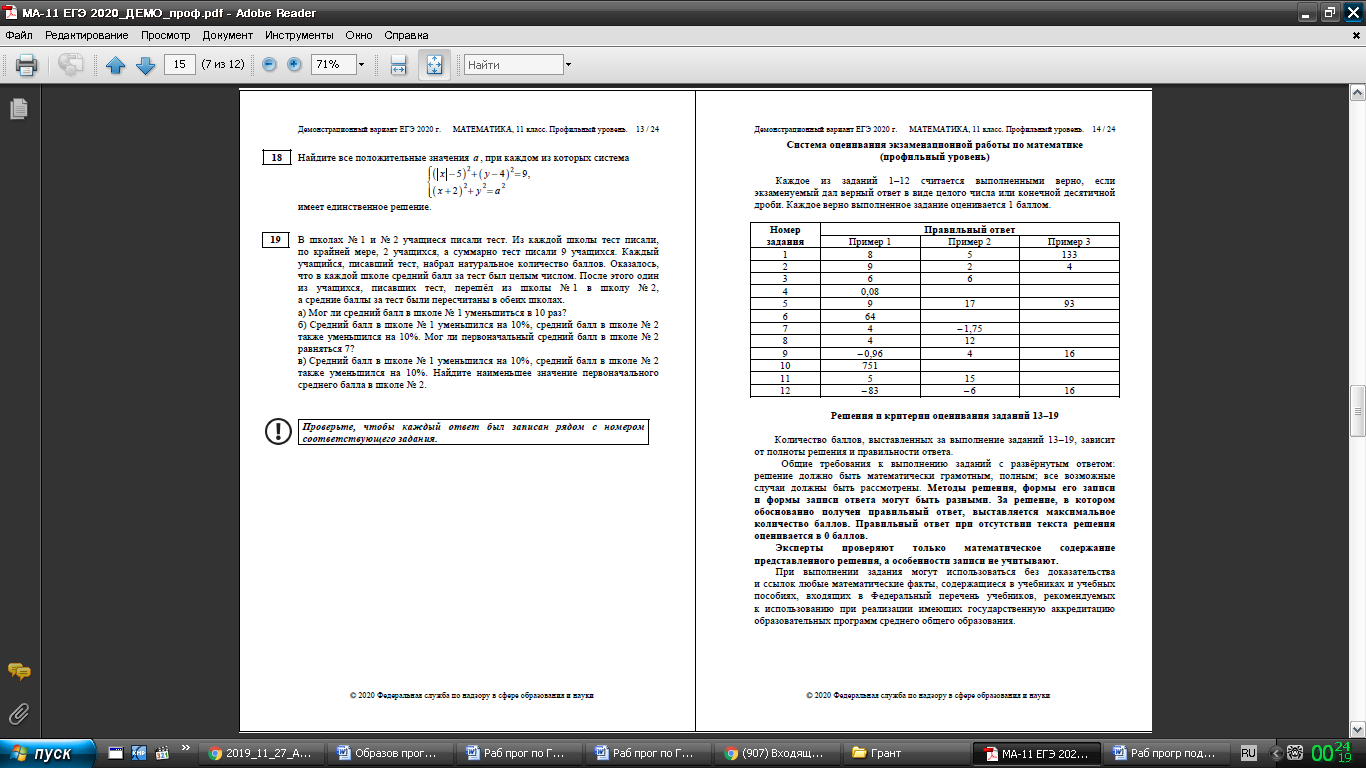 МА-11 ЕГЭ 2020_ДЕМО_проф.pdf - Adobe Reader
Файл Редактирование Просмотр Документ Инструменты Окно Справка
15 (7 из 12) 71% Найти
Демонстрационный вариант ЕГЭ 2020 г. МАТЕМАТИКА, 11 класс. Профильный уровень. 13 / 24
18 Найдите все положительные значения a, при каждом из которых система
(|x|−5)²+(y−4)²=9,
(x+2)²+y²=a²
имеет единственное решение.
19 В школах № 1 и № 2 учащиеся писали тест. Из каждой школы тест писали,
по крайней мере, 2 учащихся, а суммарно тест писали 9 учащихся. Каждый
учащийся, писавший тест, набрал натуральное количество баллов. Оказалось,
что в каждой школе средний балл за тест был целым числом. После этого один
из учащихся, писавших тест, перешёл из школы № 1 в школу № 2,
а средние баллы за тест были пересчитаны в обеих школах.
а) Мог ли средний балл в школе № 1 уменьшиться в 10 раз?
б) Средний балл в школе № 1 уменьшился на 10%, средний балл в школе № 2
также уменьшился на 10%. Мог ли первоначальный средний балл в школе № 2
равняться 7?
в) Средний балл в школе № 1 уменьшился на 10%, средний балл в школе № 2
также уменьшился на 10%. Найдите наименьшее значение первоначального
среднего балла в школе № 2.
! Проверьте, чтобы каждый ответ был записан рядом с номером
соответствующего задания.
© 2020 Федеральная служба по надзору в сфере образования и науки
Демонстрационный вариант ЕГЭ 2020 г. МАТЕМАТИКА, 11 класс. Профильный уровень. 14 / 24
Система оценивания экзаменационной работы по математике
(профильный уровень)
Каждое из заданий 1–12 считается выполненными верно, если
экзаменуемый дал верный ответ в виде целого числа или конечной десятичной
дроби. Каждое верно выполненное задание оценивается 1 баллом.
Номер задания Правильный ответ
Пример 1 Пример 2 Пример 3
1 8 5 133
2 9 2 4
3 6 6
4 0,08
5 9 17 93
6 64
7 4 −1,75
8 4 12
9 −0,96 4 16
10 751
11 5 15
12 −83 −6 16
Решения и критерии оценивания заданий 13–19
Количество баллов, выставленных за выполнение заданий 13–19, зависит
от полноты решения и правильности ответа.
Общие требования к выполнению заданий с развёрнутым ответом:
решение должно быть математически грамотным, полным; все возможные
случаи должны быть рассмотрены. Методы решения, формы его записи
и формы записи ответа могут быть разными. За решение, в котором
обоснованно получен правильный ответ, выставляется максимальное
количество баллов. Правильный ответ при отсутствии текста решения
оценивается в 0 баллов.
Эксперты проверяют только математическое содержание
представленного решения, а особенности записи не учитывают.
При выполнении задания могут использоваться без доказательства
и ссылок любые математические факты, содержащиеся в учебниках и учебных
пособиях, входящих в Федеральный перечень учебников, рекомендуемых
к использованию при реализации имеющих государственную аккредитацию
образовательных программ среднего общего образования.
© 2020 Федеральная служба по надзору в сфере образования и науки
пуск 2019_11_27_А... Образов прог... Раб прог по Г... Раб прог по Г... (907) Входящ... Грант МА-11 ЕГЭ 202... Раб прогр под... RU 00 24 19